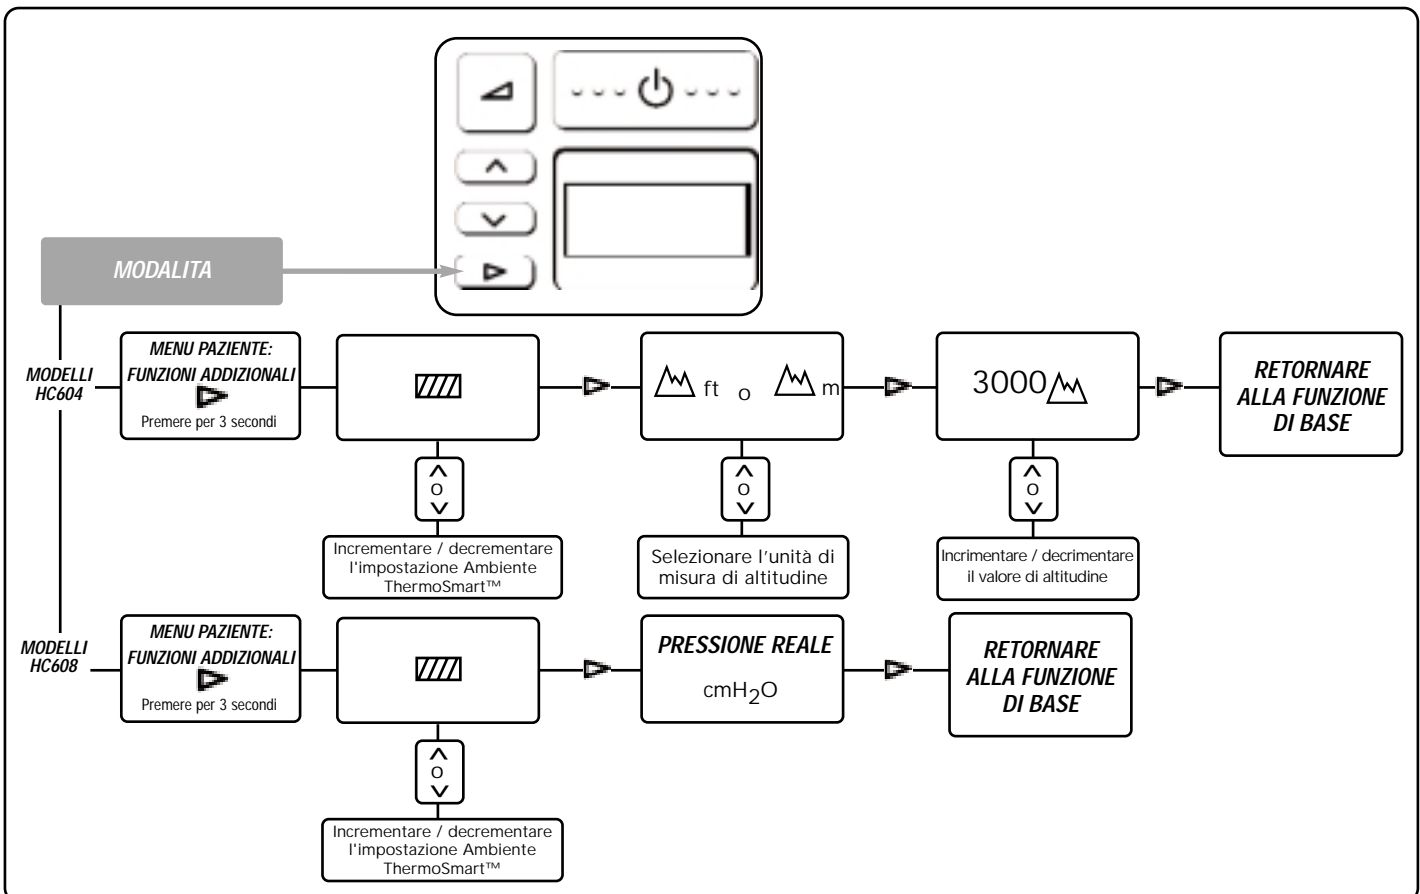 MODALITA
MODELLI
HC604
MENU PAZIENTE:
FUNZIONI ADDIZIONALI
Premere per 3 secondi
ft o m
3000
RETORNARE
ALLA FUNZIONE
DI BASE
o
o
o
Incrementare / decrementare
l'impostazione Ambiente
ThermoSmart™
Selezionare l'unità di
misura di altitudine
Incrimentare / decrimentare
il valore di altitudine
MODELLI
HC608
MENU PAZIENTE:
FUNZIONI ADDIZIONALI
Premere per 3 secondi
PRESSIONE REALE
cmH₂O
RETORNARE
ALLA FUNZIONE
DI BASE
o
Incrementare / decrementare
l'impostazione Ambiente
ThermoSmart™